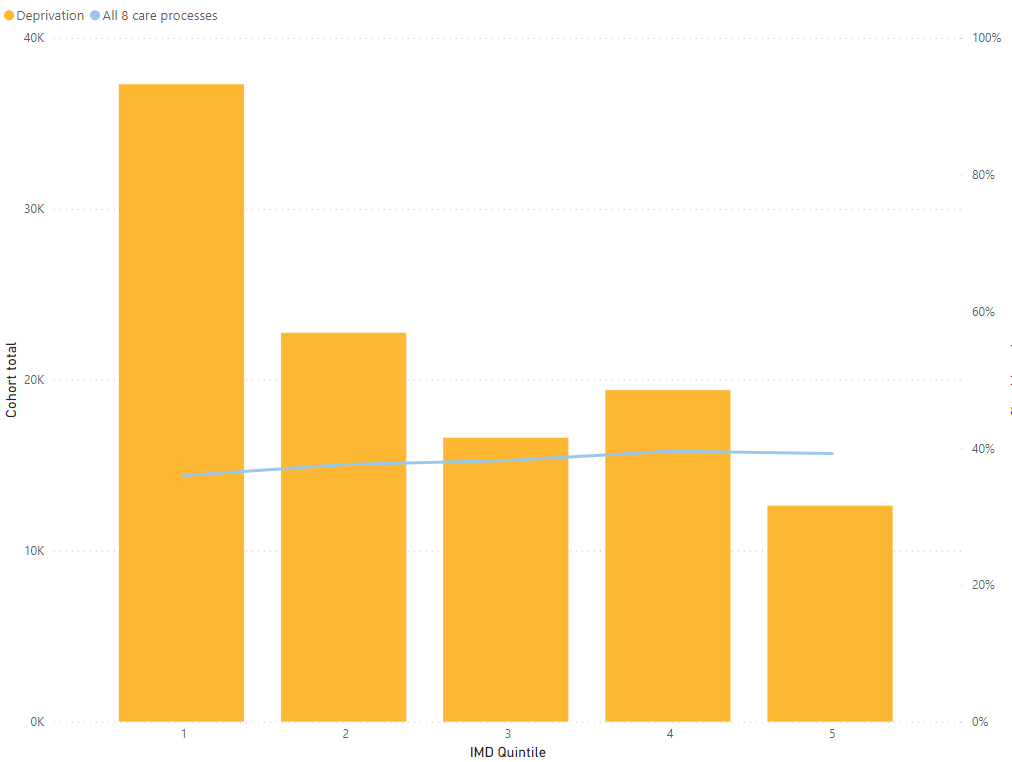 Deprivation All 8 care processes
40K 100%
80%
30K
60%
Cohort total
20K
40%
10K
20%
0K 0%
1 2 3 4 5
IMD Quintile